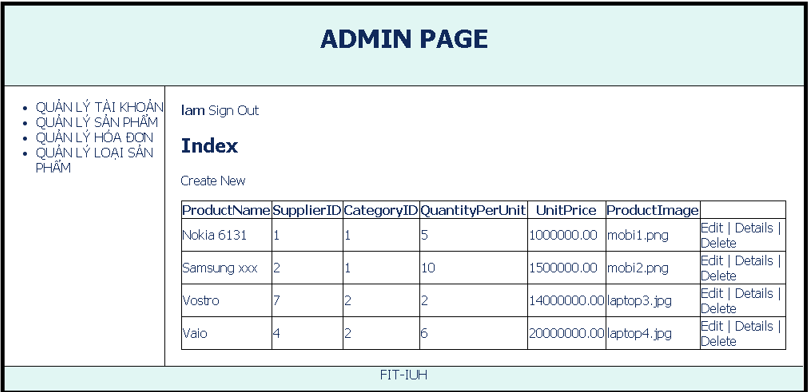 ADMIN PAGE
QUẢN LÝ TÀI KHOẢN
QUẢN LÝ SẢN PHẨM
QUẢN LÝ HÓA ĐƠN
QUẢN LÝ LOẠI SẢN
PHẨM
lam Sign Out
Index
Create New
ProductName SupplierID CategoryID QuantityPerUnit UnitPrice ProductImage
Nokia 6131 1 1 5 1000000.00 mobi1.png Edit | Details |
Delete
Samsung xxx 2 1 10 1500000.00 mobi2.png Edit | Details |
Delete
Vostro 7 2 2 14000000.00 laptop3.jpg Edit | Details |
Delete
Vaio 4 2 6 20000000.00 laptop4.jpg Edit | Details |
Delete
FIT-IUH